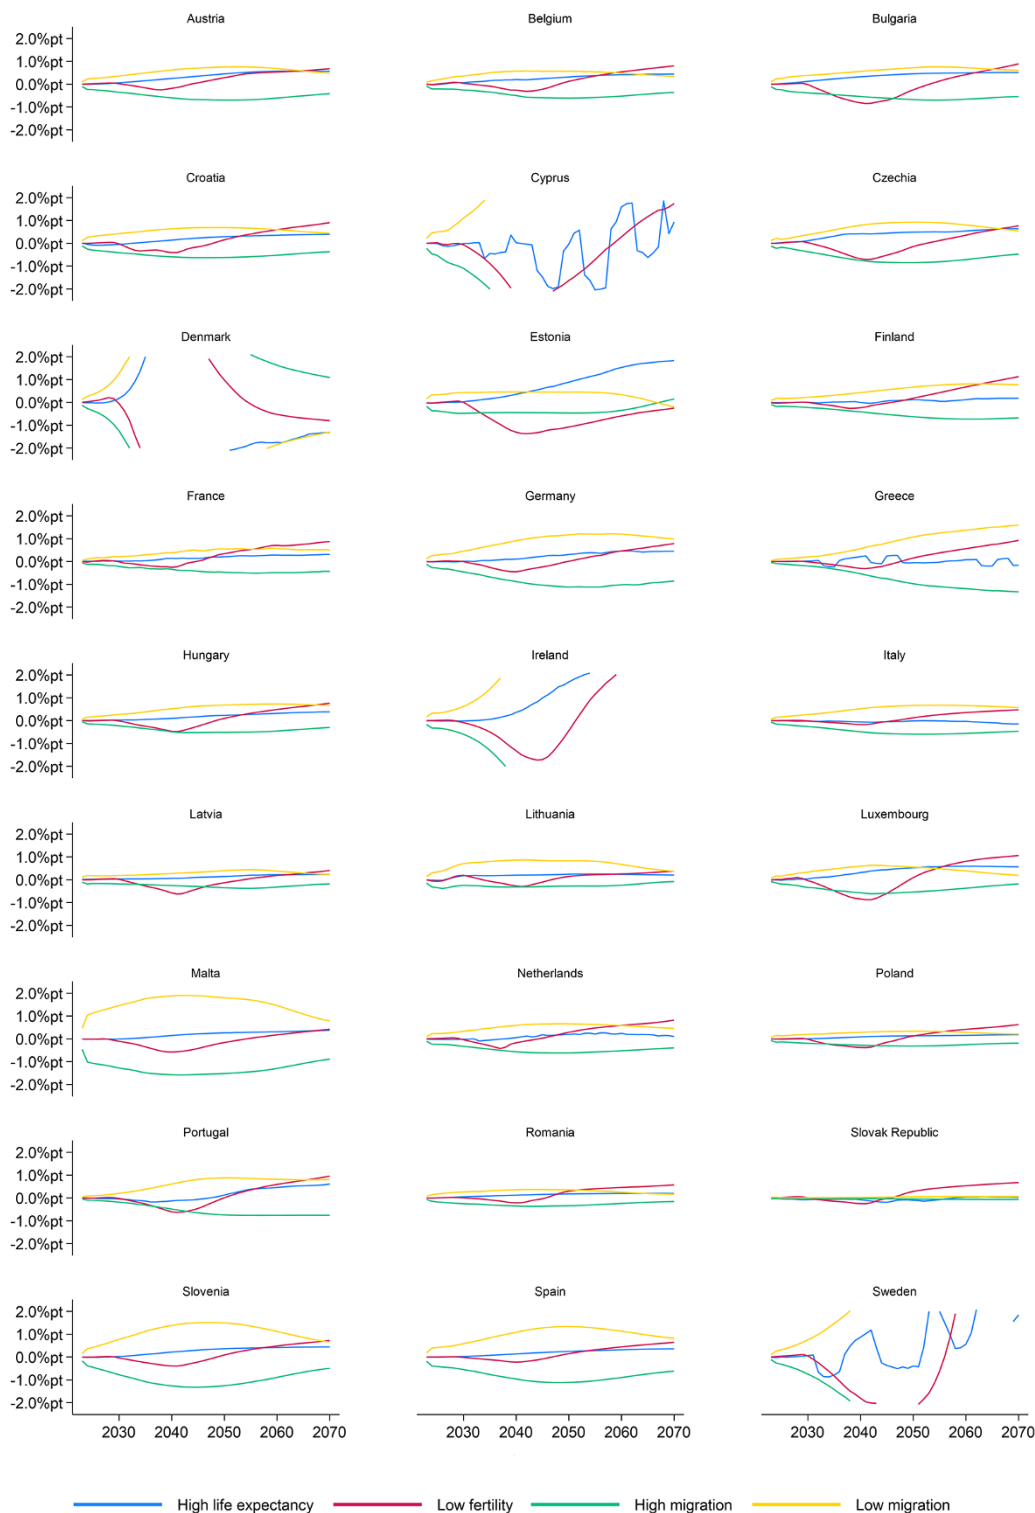 Austria
Belgium
Bulgaria
2.0%pt
1.0%pt
0.0%pt
-1.0%pt
-2.0%pt
Croatia
Cyprus
Czechia
2.0%pt
1.0%pt
0.0%pt
-1.0%pt
-2.0%pt
Denmark
Estonia
Finland
2.0%pt
1.0%pt
0.0%pt
-1.0%pt
-2.0%pt
France
Germany
Greece
2.0%pt
1.0%pt
0.0%pt
-1.0%pt
-2.0%pt
Hungary
Ireland
Italy
2.0%pt
1.0%pt
0.0%pt
-1.0%pt
-2.0%pt
Latvia
Lithuania
Luxembourg
2.0%pt
1.0%pt
0.0%pt
-1.0%pt
-2.0%pt
Malta
Netherlands
Poland
2.0%pt
1.0%pt
0.0%pt
-1.0%pt
-2.0%pt
Portugal
Romania
Slovak Republic
2.0%pt
1.0%pt
0.0%pt
-1.0%pt
-2.0%pt
Slovenia
Spain
Sweden
2.0%pt
1.0%pt
0.0%pt
-1.0%pt
-2.0%pt
2030 2040 2050 2060 2070
2030 2040 2050 2060 2070
2030 2040 2050 2060 2070
High life expectancy
Low fertility
High migration
Low migration